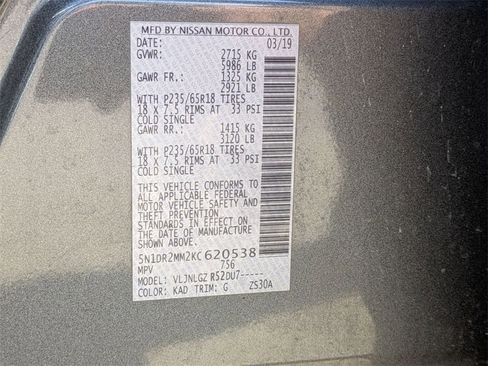 MFD BY NISSAN MOTOR CO., LTD.
DATE: 03/19
GVWR: 2715 KG
5986 LB
GAWR FR.: 1325 KG
2921 LB
WITH P235/65R18 TIRES
18 X 7.5 RIMS AT 33 PSI
COLD SINGLE
GAWR RR.: 1415 KG
3120 LB
WITH P235/65R18 TIRES
18 X 7.5 RIMS AT 33 PSI
COLD SINGLE
THIS VEHICLE CONFORMS TO
ALL APPLICABLE FEDERAL
MOTOR VEHICLE SAFETY AND
THEFT PREVENTION
STANDARDS IN EFFECT ON
THE DATE OF MANUFACTURE
SHOWN ABOVE.
5N1DR2MM2KC620538
MPV 756
MODEL: VLJNLGZ R52DU7-----
COLOR: KAD TRIM: G ZS30A